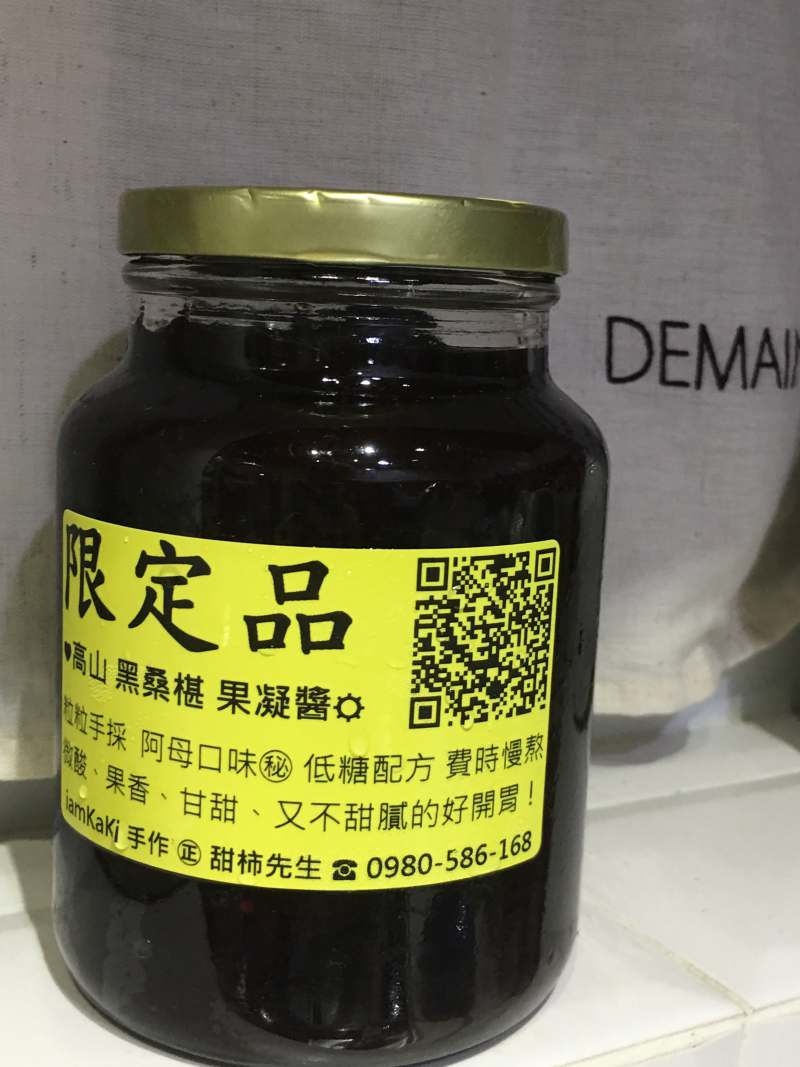 DEMAIN
限定品
♥高山 黑桑椹 果凝醬☼
粒粒手採 阿母口味㊙ 低糖配方 費時慢熬
微酸、果香、甘甜、又不甜膩的好開胃！
iamKaKi 手作 ㊣ 甜柿先生 ☎ 0980-586-168